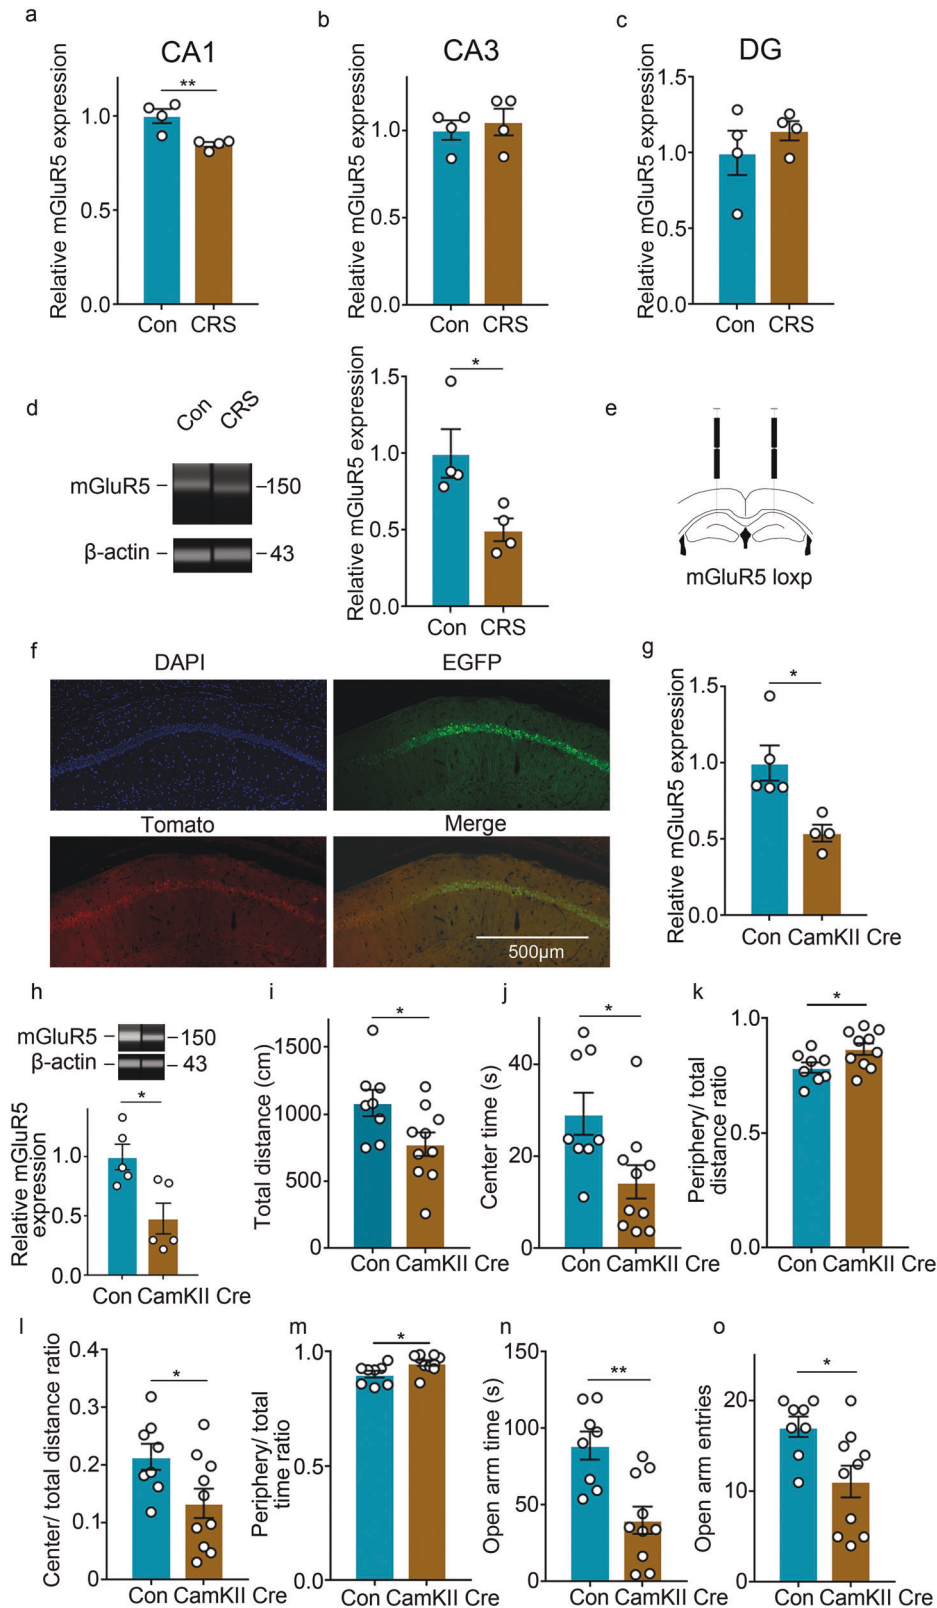 a
CA1
Relative mGluR5 expression
1.0
0.5
0.0
**
Con
CRS
b
CA3
Relative mGluR5 expression
1.0
0.5
0.0
Con
CRS
c
DG
Relative mGluR5 expression
1.5
1.0
0.5
0.0
Con
CRS
d
Con
CRS
mGluR5
150
β-actin
43
Relative mGluR5 expression
1.5
1.0
0.5
0.0
*
Con
CRS
e
mGluR5 loxp
f
DAPI
EGFP
Tomato
Merge
500μm
g
Relative mGluR5 expression
1.5
1.0
0.5
0.0
*
Con CamKII Cre
h
mGluR5
150
β-actin
43
Relative mGluR5
expression
1.0
0.5
0.0
*
Con CamKII Cre
i
Total distance (cm)
1500
1000
500
0
*
Con CamKII Cre
j
Center time (s)
40
20
0
*
Con CamKII Cre
k
Periphery/ total
distance ratio
1.0
0.5
0.0
*
Con CamKII Cre
l
Center/ total distance ratio
0.4
0.3
0.2
0.1
0
*
Con CamKII Cre
m
Periphery/ total
time ratio
1.0
0.5
0.0
*
Con CamKII Cre
n
Open arm time (s)
150
100
50
0
**
Con CamKII Cre
o
Open arm entries
20
10
0
*
Con CamKII Cre